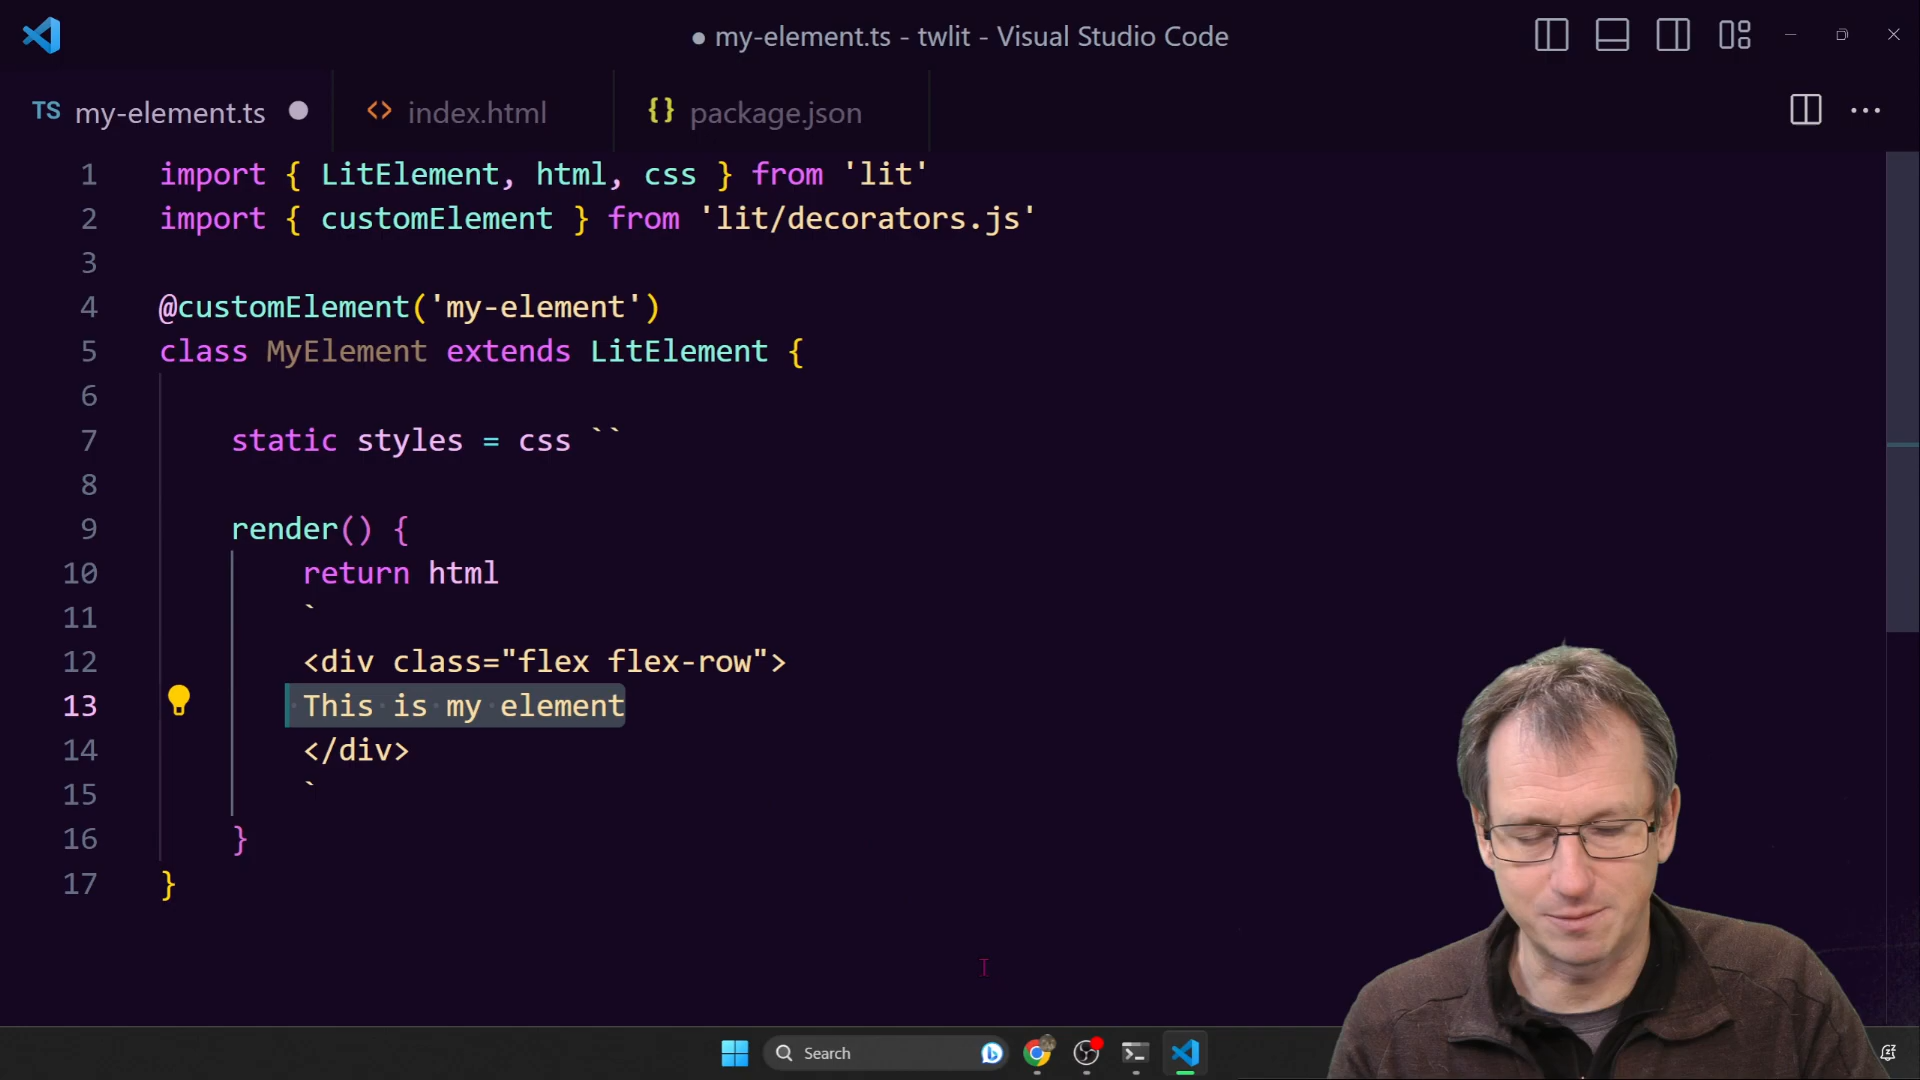 ● my-element.ts - twlit - Visual Studio Code
TS my-element.ts ●
<> index.html
{} package.json
1 import { LitElement, html, css } from 'lit'
2 import { customElement } from 'lit/decorators.js'
3
4 @customElement('my-element')
5 class MyElement extends LitElement {
6
7 static styles = css ``
8
9 render() {
10 return html
11 `
12 <div class="flex flex-row">
13 This is my element
14 </div>
15 `
16 }
17 }
Search